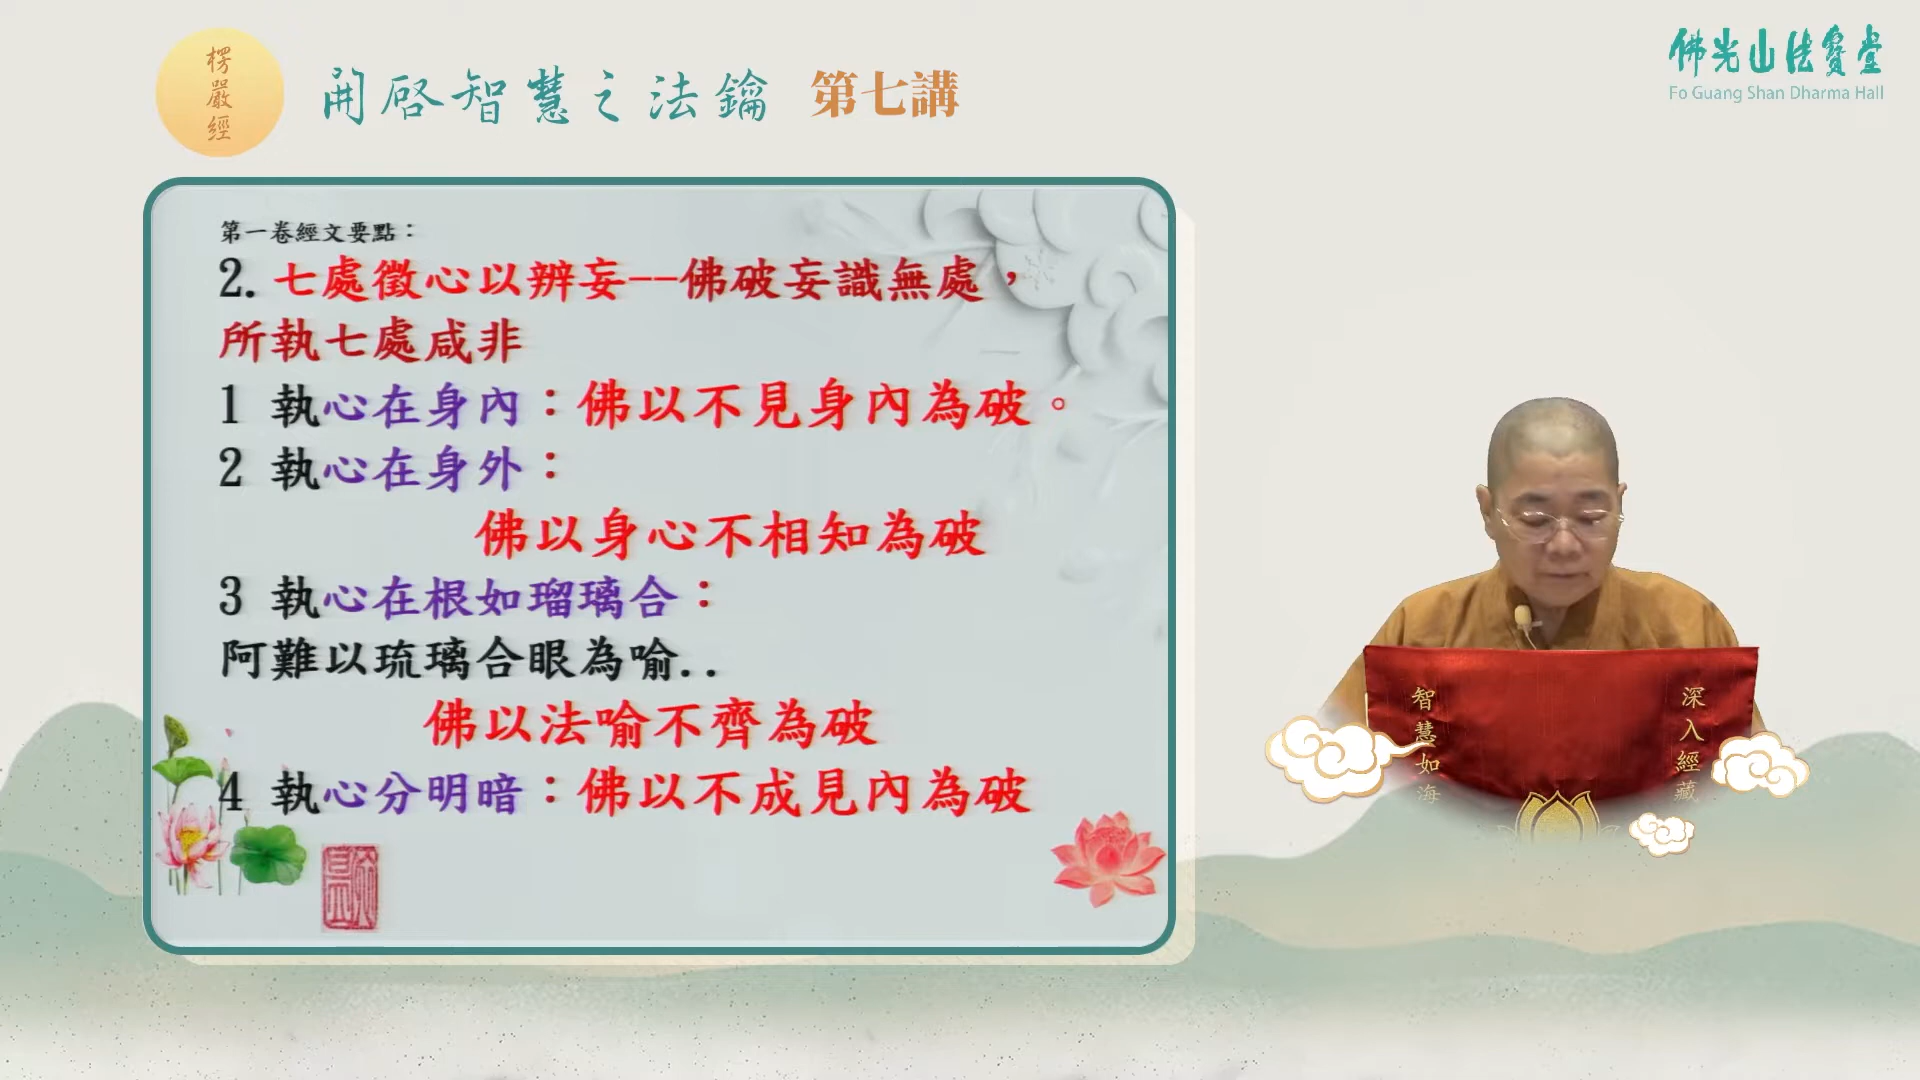 楞嚴經
開啓智慧之法鑰 第七講
佛光山法寶堂
Fo Guang Shan Dharma Hall
第一卷經文要點：
2. 七處徵心以辨妄--佛破妄識無處，
所執七處咸非
1 執心在身內：佛以不見身內為破。
2 執心在身外：
佛以身心不相知為破
3 執心在根如瑠璃合：
阿難以琉璃合眼為喻..
佛以法喻不齊為破
4 執心分明暗：佛以不成見內為破
深入經藏
智慧如海